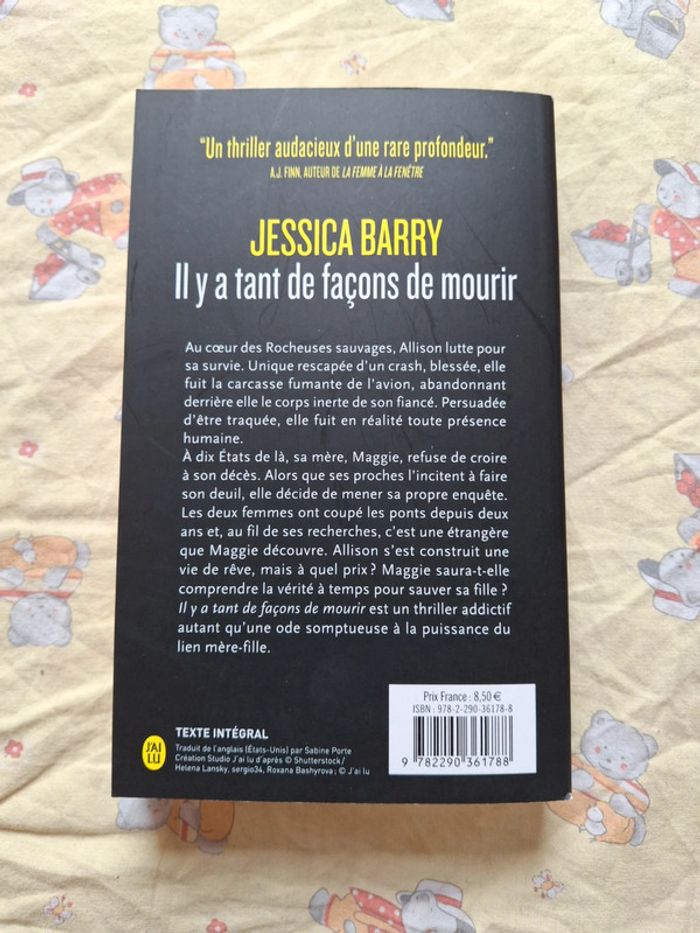 “Un thriller audacieux d'une rare profondeur.”
A.J. FINN, AUTEUR DE LA FEMME À LA FENÊTRE
JESSICA BARRY
Il y a tant de façons de mourir
Au cœur des Rocheuses sauvages, Allison lutte pour
sa survie. Unique rescapée d'un crash, blessée, elle
fuit la carcasse fumante de l'avion, abandonnant
derrière elle le corps inerte de son fiancé. Persuadée
d'être traquée, elle fuit en réalité toute présence
humaine.
À dix États de là, sa mère, Maggie, refuse de croire
à son décès. Alors que ses proches l'incitent à faire
son deuil, elle décide de mener sa propre enquête.
Les deux femmes ont coupé les ponts depuis deux
ans et, au fil de ses recherches, c'est une étrangère
que Maggie découvre. Allison s'est construit une
vie de rêve, mais à quel prix ? Maggie saura-t-elle
comprendre la vérité à temps pour sauver sa fille ?
Il y a tant de façons de mourir est un thriller addictif
autant qu'une ode somptueuse à la puissance du
lien mère-fille.
Prix France : 8,50 €
ISBN : 978-2-290-36178-8
9 782290 361788
J'AI
LU
TEXTE INTÉGRAL
Traduit de l'anglais (États-Unis) par Sabine Porte
Création Studio J'ai lu d'après © Shutterstock /
Helena Lansky, sergio34, Roxana Bashyrova ; © J'ai lu